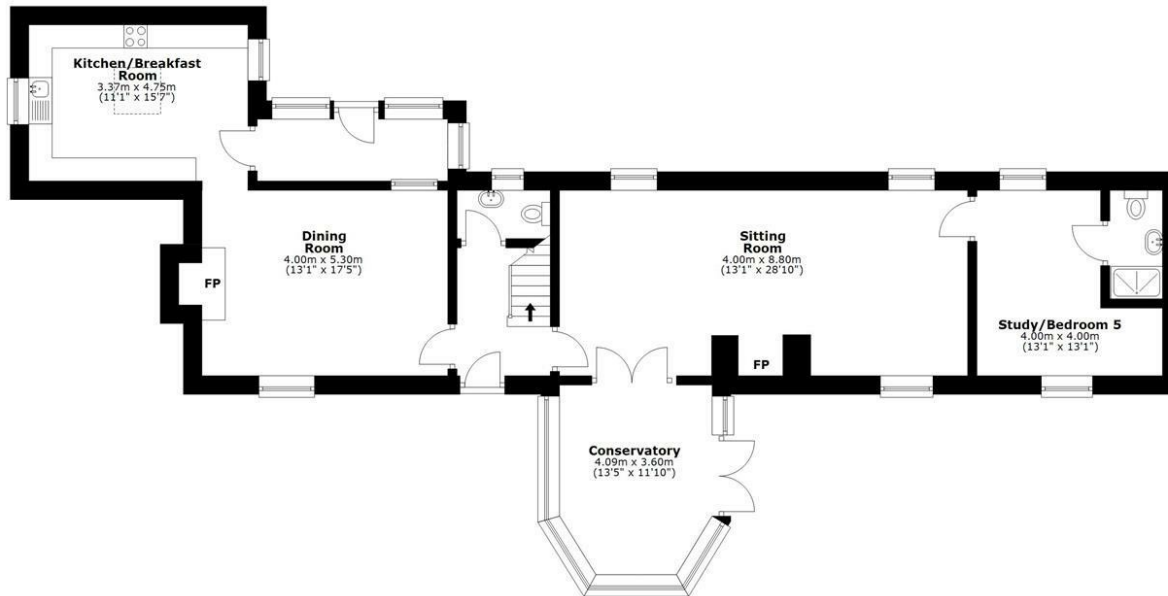 Kitchen/Breakfast
Room
3.37m x 4.75m
(11'1" x 15'7")
Dining
Room
4.00m x 5.30m
(13'1" x 17'5")
FP
Sitting
Room
4.00m x 8.80m
(13'1" x 28'10")
FP
Study/Bedroom 5
4.00m x 4.00m
(13'1" x 13'1")
Conservatory
4.09m x 3.60m
(13'5" x 11'10")